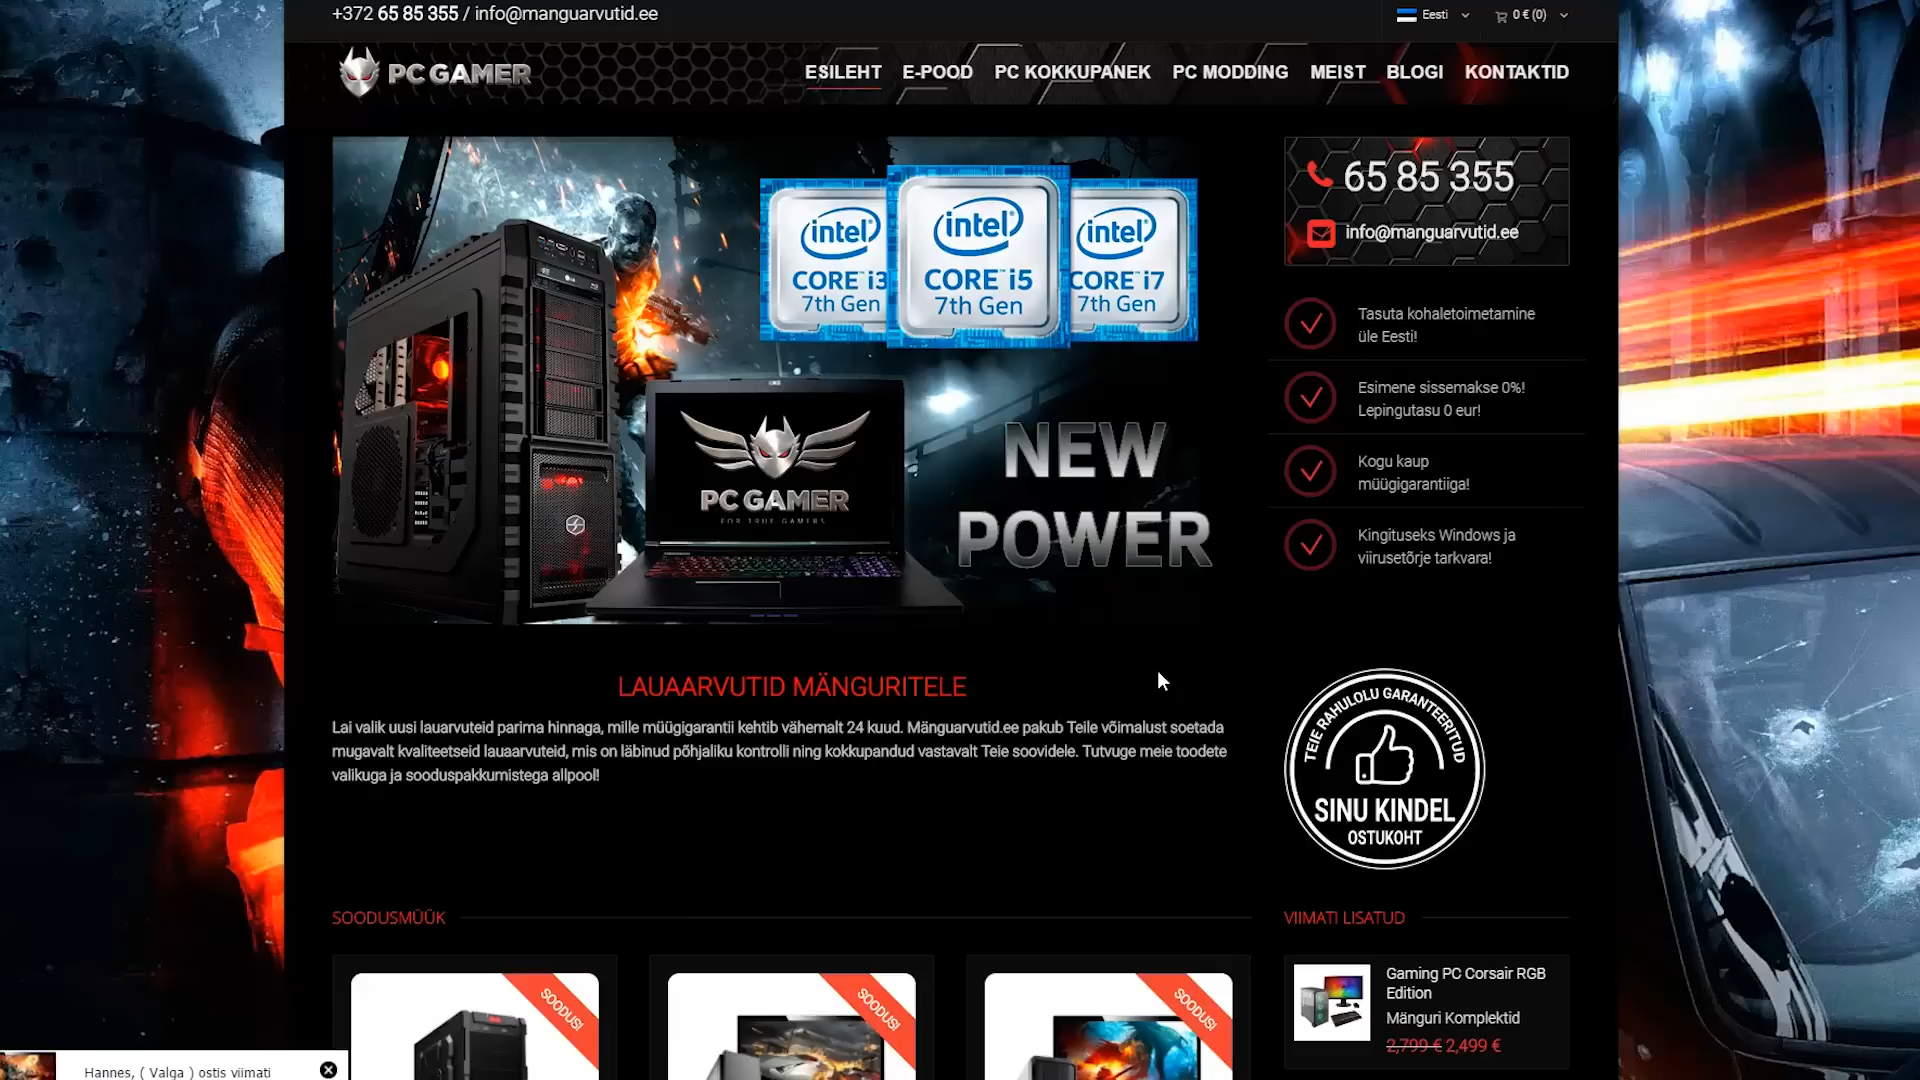 +372 65 85 355 / info@manguarvutid.ee
Eesti
0 € (0)
PC GAMER
ESILEHT
E-POOD
PC KOKKUPANEK
PC MODDING
MEIST
BLOGI
KONTAKTID
intel
CORE i3
7th Gen
intel
CORE i5
7th Gen
intel
CORE i7
7th Gen
PC GAMER
FOR TRUE GAMERS
NEW
POWER
65 85 355
info@manguarvutid.ee
Tasuta kohaletoimetamine
üle Eesti!
Esimene sissemakse 0%!
Lepingutasu 0 eur!
Kogu kaup
müügigarantiiga!
Kingituseks Windows ja
viirusetõrje tarkvara!
LAUAARVUTID MÄNGURITELE
Lai valik uusi lauarvuteid parima hinnaga, mille müügigarantii kehtib vähemalt 24 kuud. Mänguarvutid.ee pakub Teile võimalust soetada
mugavalt kvaliteetseid lauaarvuteid, mis on läbinud põhjaliku kontrolli ning kokkupandud vastavalt Teie soovidele. Tutvuge meie toodete
valikuga ja sooduspakkumistega allpool!
TEIE RAHULOLU GARANTEERITUD
SINU KINDEL
OSTUKOHT
SOODUSMÜÜK
VIIMATI LISATUD
SOODUS!
SOODUS!
SOODUS!
Gaming PC Corsair RGB
Edition
Mänguri Komplektid
2,799 € 2,499 €
Hannes, ( Valga ) ostis viimati